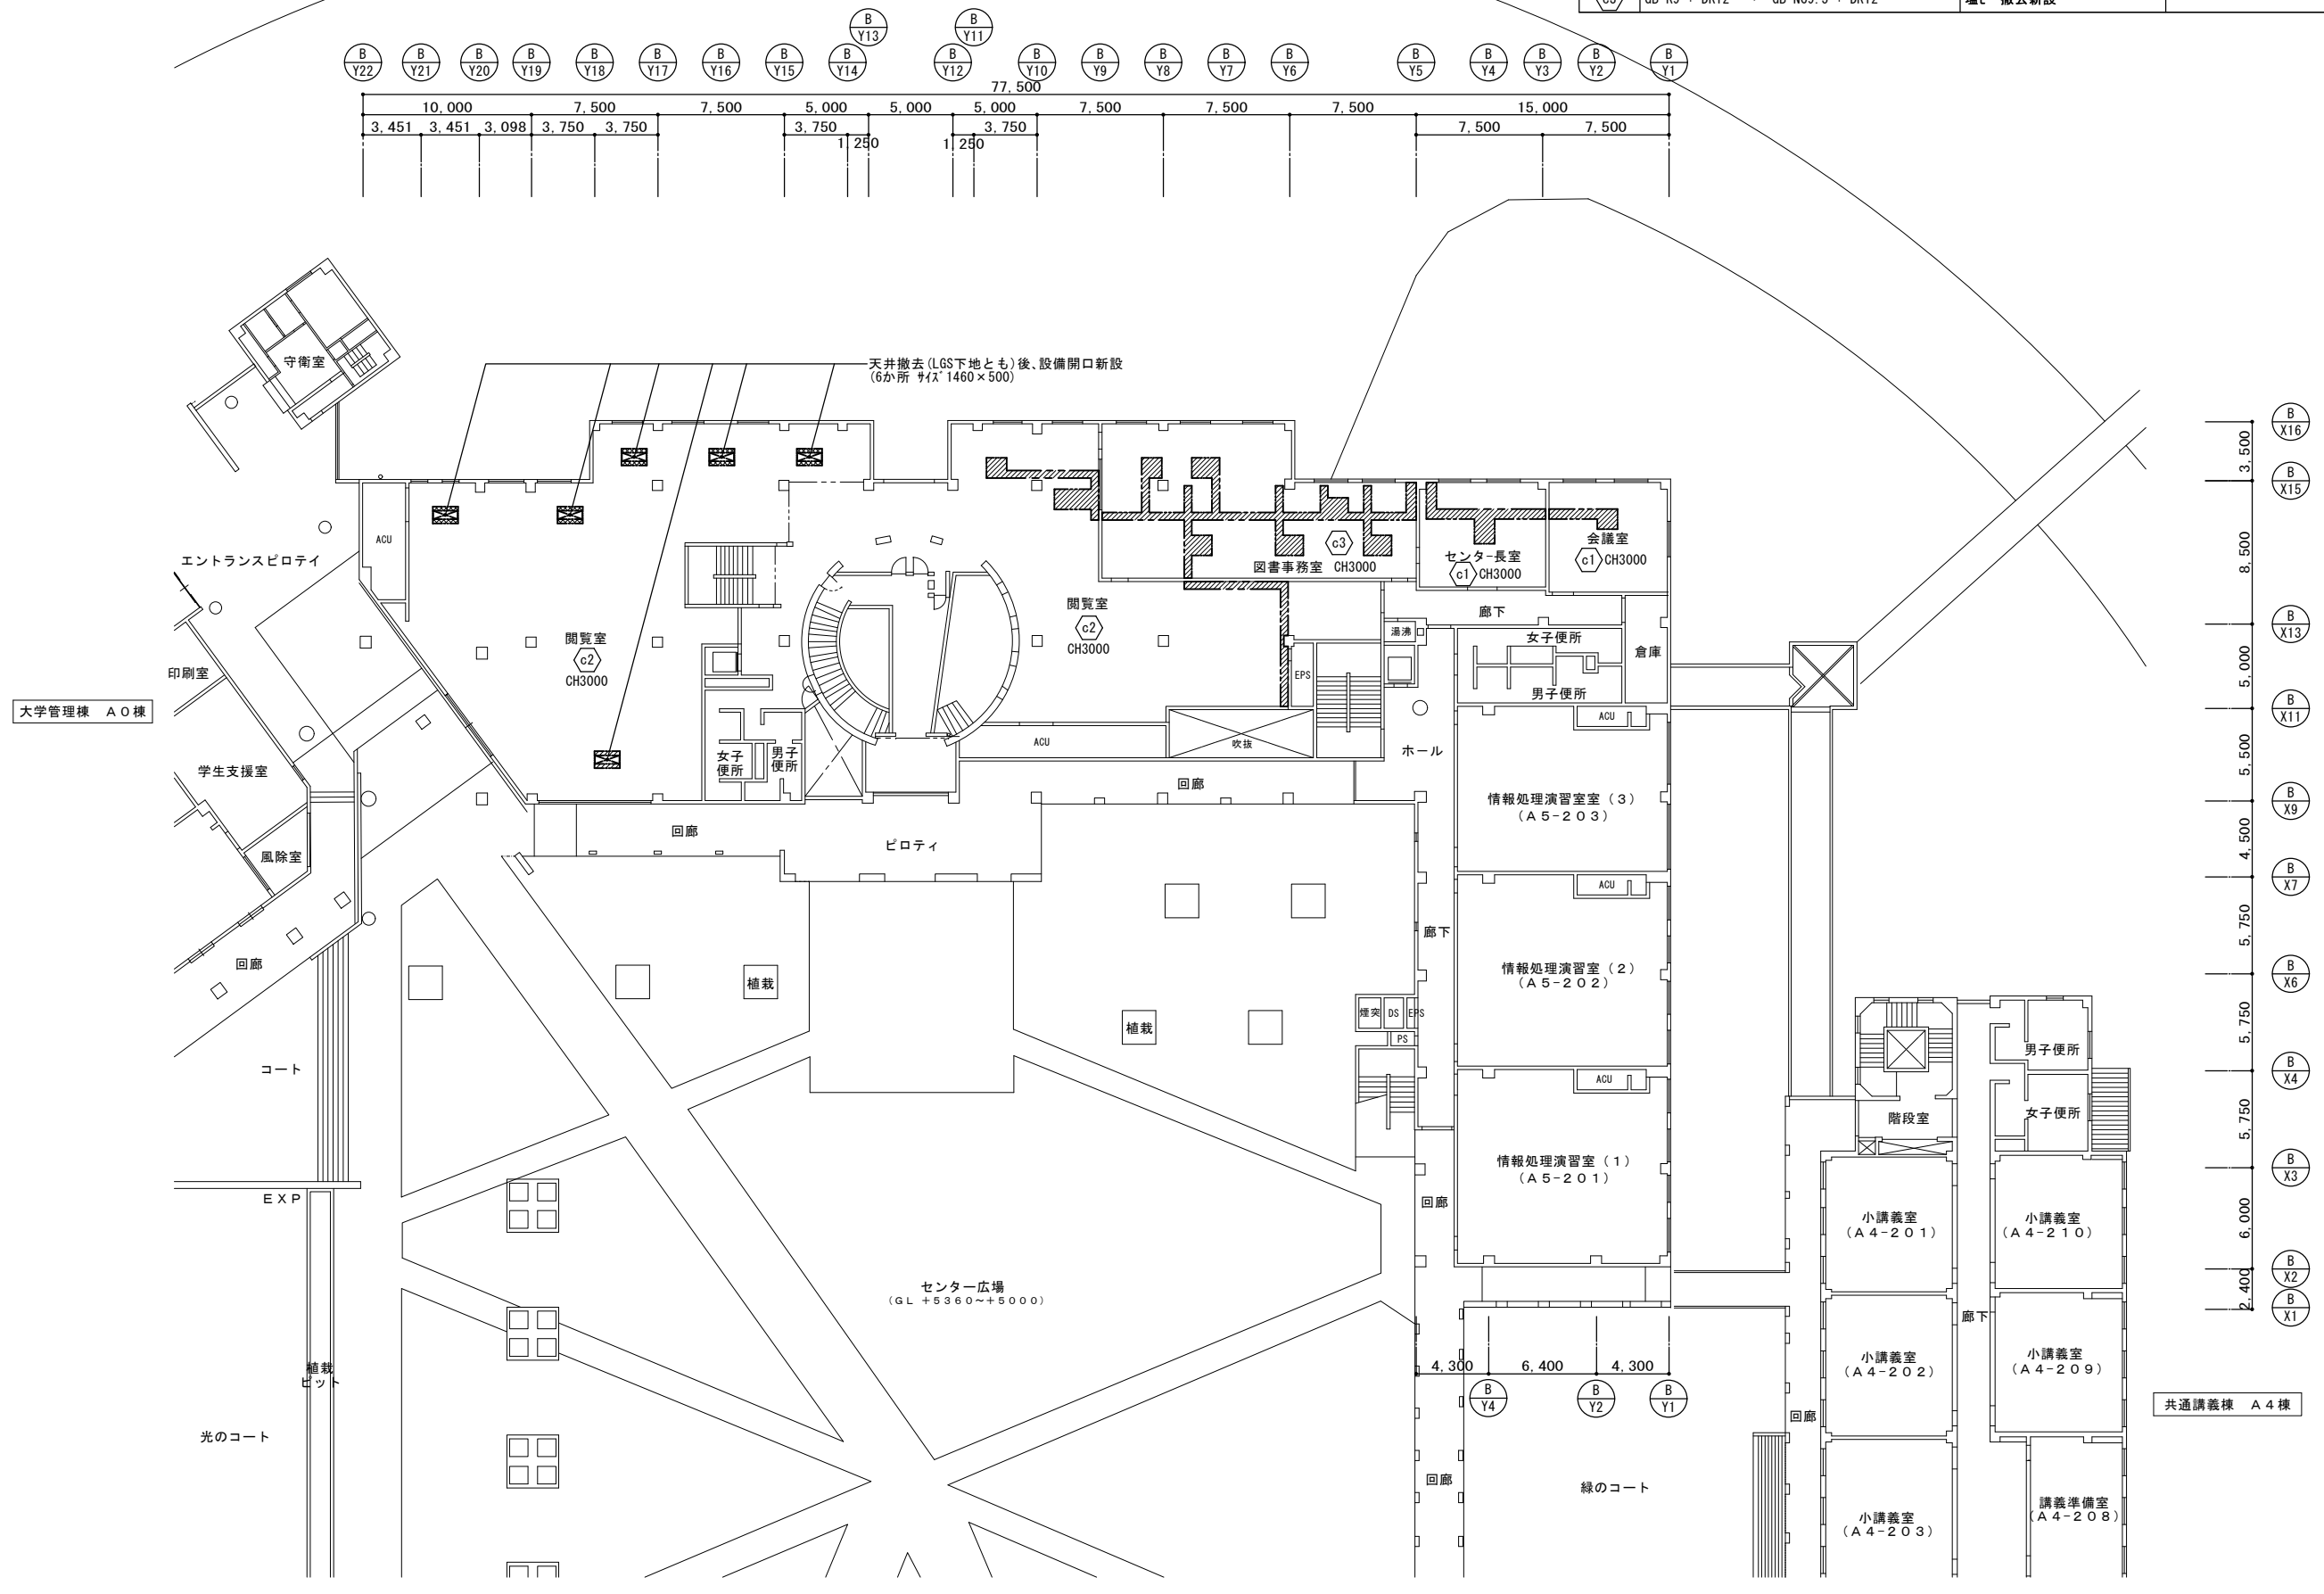 B Y13
B Y11
B Y22
B Y21
B Y20
B Y19
B Y18
B Y17
B Y16
B Y15
B Y14
B Y12
B Y10
B Y9
B Y8
B Y7
B Y6
B Y5
B Y4
B Y3
B Y2
B Y1
77,500
10,000
7,500
7,500
5,000
5,000
5,000
7,500
7,500
7,500
15,000
3,451
3,451
3,098
3,750
3,750
3,750
1,250
1,250
3,750
7,500
7,500
守衛室
天井撤去(LGS下地とも)後、設備開口新設
(6か所 ｻｲｽﾞ1460×500)
B X16
3,500
B X15
8,500
B X13
5,000
B X11
5,500
B X9
4,500
B X7
5,750
B X6
5,750
B X4
5,750
B X3
6,000
B X2
2,400
B X1
ACU
エントランスピロテイ
c3
図書事務室 CH3000
センタｰ長室
c1 CH3000
会議室
c1 CH3000
閲覧室
c2
CH3000
閲覧室
c2
CH3000
廊下
湯沸
女子便所
倉庫
男子便所
EPS
印刷室
大学管理棟 A0棟
学生支援室
風除室
回廊
女子
便所
男子
便所
ACU
吹抜
ホール
ACU
回廊
情報処理演習室室(3)
(A5-203)
回廊
ピロティ
ACU
廊下
情報処理演習室(2)
(A5-202)
植栽
植栽
煙突
DS
EPS
PS
コート
ACU
情報処理演習室(1)
(A5-201)
回廊
男子便所
女子便所
階段室
EXP
小講義室
(A4-201)
小講義室
(A4-210)
センター広場
(GL +5360~+5000)
廊下
小講義室
(A4-202)
小講義室
(A4-209)
植栽
ピット
4,300
6,400
4,300
B Y4
B Y2
B Y1
共通講義棟 A4棟
回廊
光のコート
回廊
緑のコート
小講義室
(A4-203)
講義準備室
(A4-208)